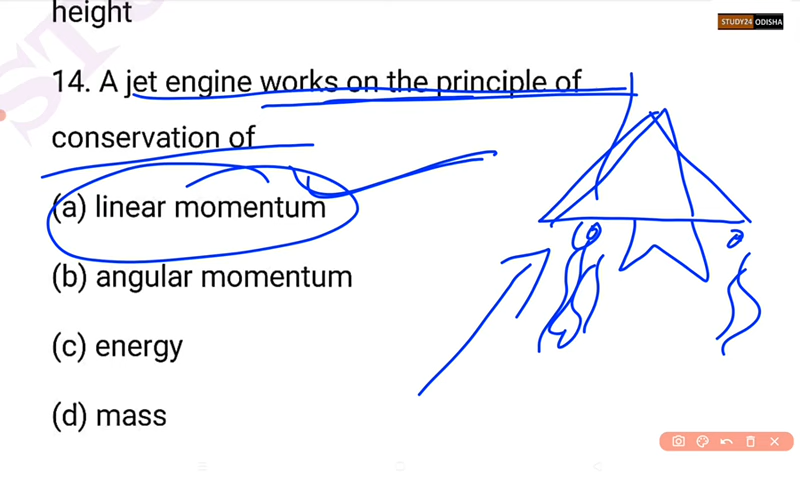 height
STUDY24 ODISHA
14. A jet engine works on the principle of
conservation of
(a) linear momentum
(b) angular momentum
(c) energy
(d) mass